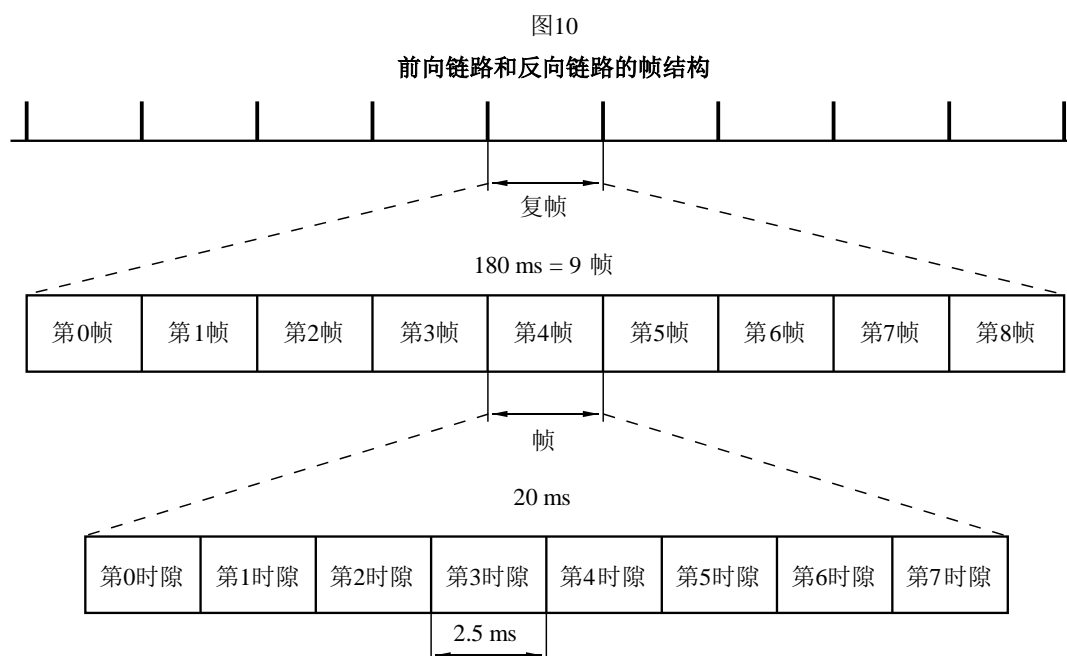 图10
前向链路和反向链路的帧结构
复帧
180 ms = 9 帧
第0帧 第1帧 第2帧 第3帧 第4帧 第5帧 第6帧 第7帧 第8帧
帧
20 ms
第0时隙 第1时隙 第2时隙 第3时隙 第4时隙 第5时隙 第6时隙 第7时隙
2.5 ms